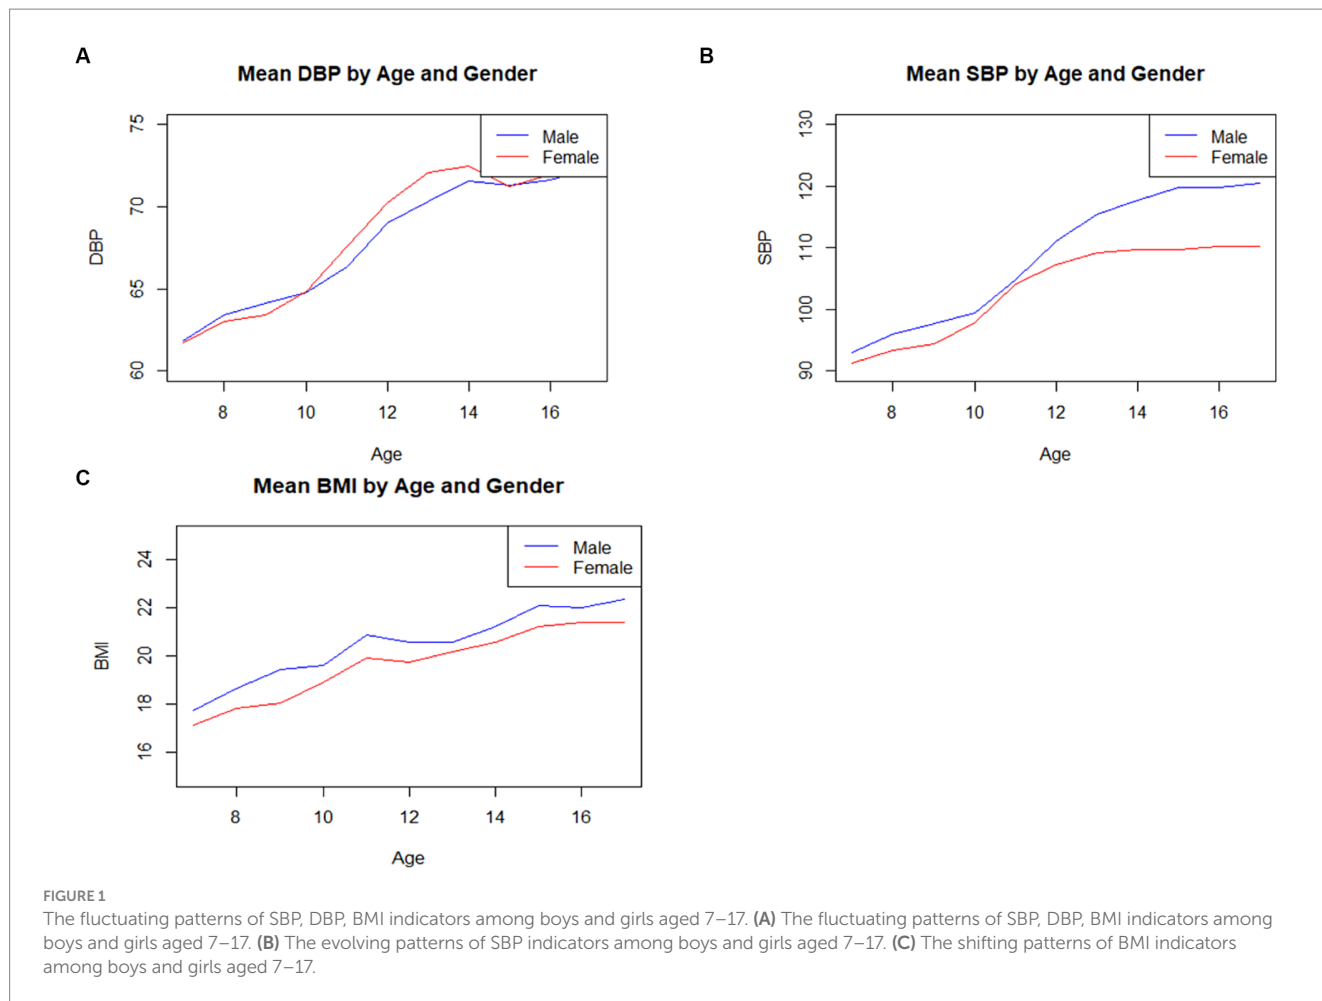 A
Mean DBP by Age and Gender
75
70
65
60
DBP
Male
Female
8 10 12 14 16
Age
B
Mean SBP by Age and Gender
130
120
110
100
90
SBP
Male
Female
8 10 12 14 16
Age
C
Mean BMI by Age and Gender
24
22
20
18
16
BMI
Male
Female
8 10 12 14 16
Age
FIGURE 1
The fluctuating patterns of SBP, DBP, BMI indicators among boys and girls aged 7–17. (A) The fluctuating patterns of SBP, DBP, BMI indicators among
boys and girls aged 7–17. (B) The evolving patterns of SBP indicators among boys and girls aged 7–17. (C) The shifting patterns of BMI indicators
among boys and girls aged 7–17.